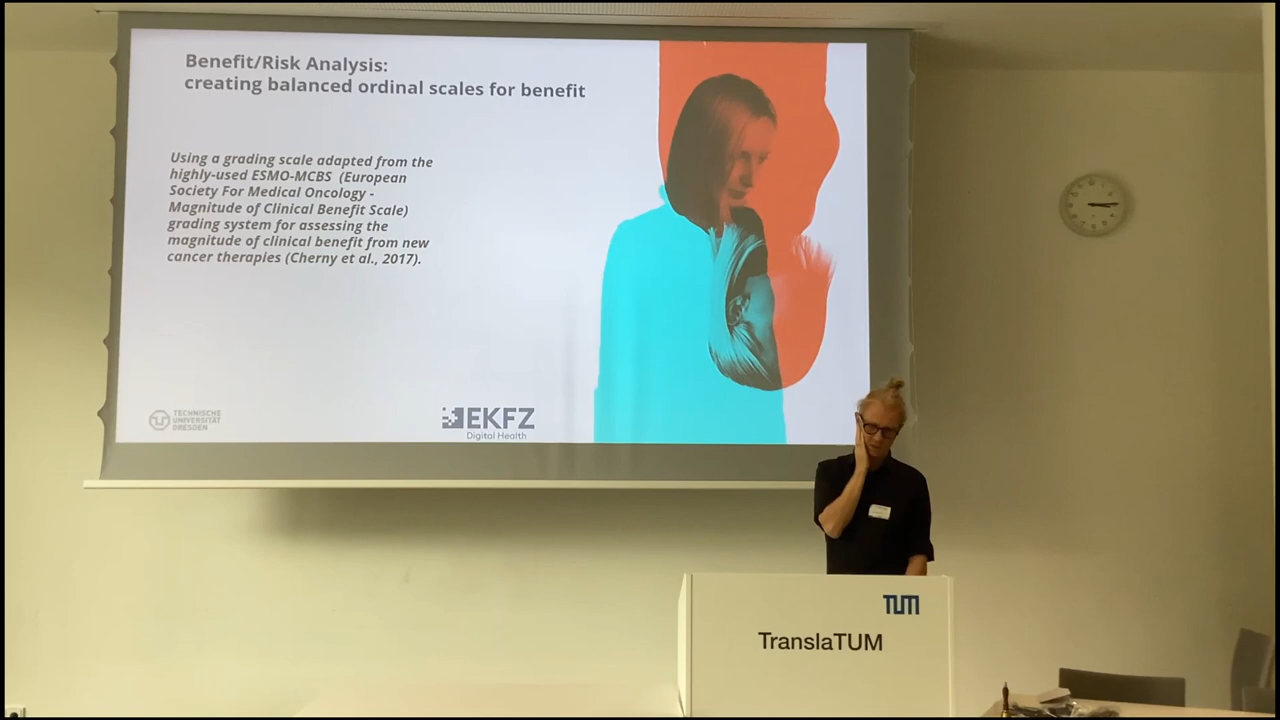 Benefit/Risk Analysis:
creating balanced ordinal scales for benefit
Using a grading scale adapted from the
highly-used ESMO-MCBS (European
Society For Medical Oncology -
Magnitude of Clinical Benefit Scale)
grading system for assessing the
magnitude of clinical benefit from new
cancer therapies (Cherny et al., 2017).
TECHNISCHE
UNIVERSITÄT
DRESDEN
EKFZ
Digital Health
TUM
TranslaTUM